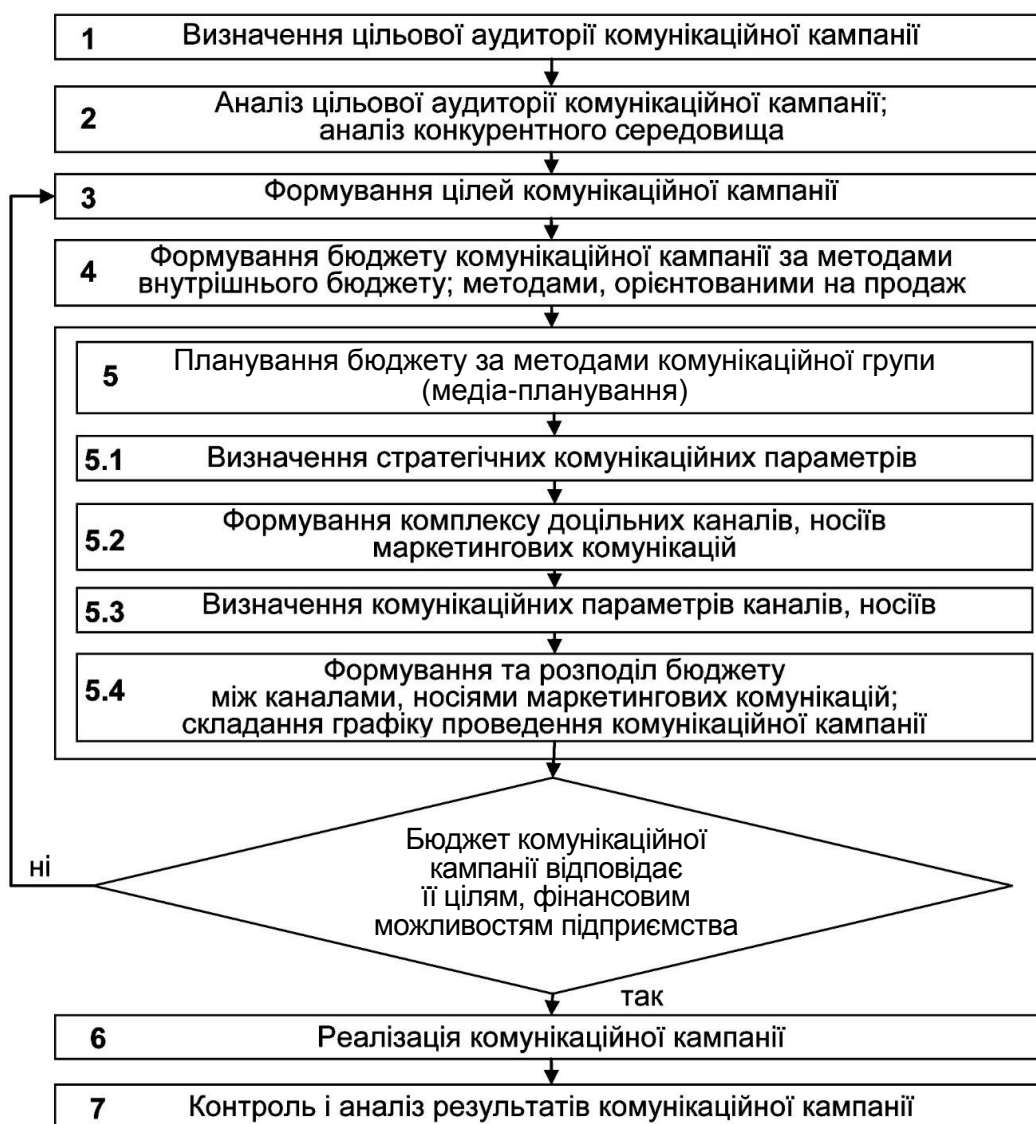 1 Визначення цільової аудиторії комунікаційної кампанії
2 Аналіз цільової аудиторії комунікаційної кампанії;
аналіз конкурентного середовища
3 Формування цілей комунікаційної кампанії
4 Формування бюджету комунікаційної кампанії за методами
внутрішнього бюджету; методами, орієнтованими на продаж
5 Планування бюджету за методами комунікаційної групи
(медіа-планування)
5.1 Визначення стратегічних комунікаційних параметрів
5.2 Формування комплексу доцільних каналів, носіїв
маркетингових комунікацій
5.3 Визначення комунікаційних параметрів каналів, носіїв
5.4 Формування та розподіл бюджету
між каналами, носіями маркетингових комунікацій;
складання графіку проведення комунікаційної кампанії
Бюджет комунікаційної
кампанії відповідає
її цілям, фінансовим
можливостям підприємства
ні
так
6 Реалізація комунікаційної кампанії
7 Контроль і аналіз результатів комунікаційної кампанії